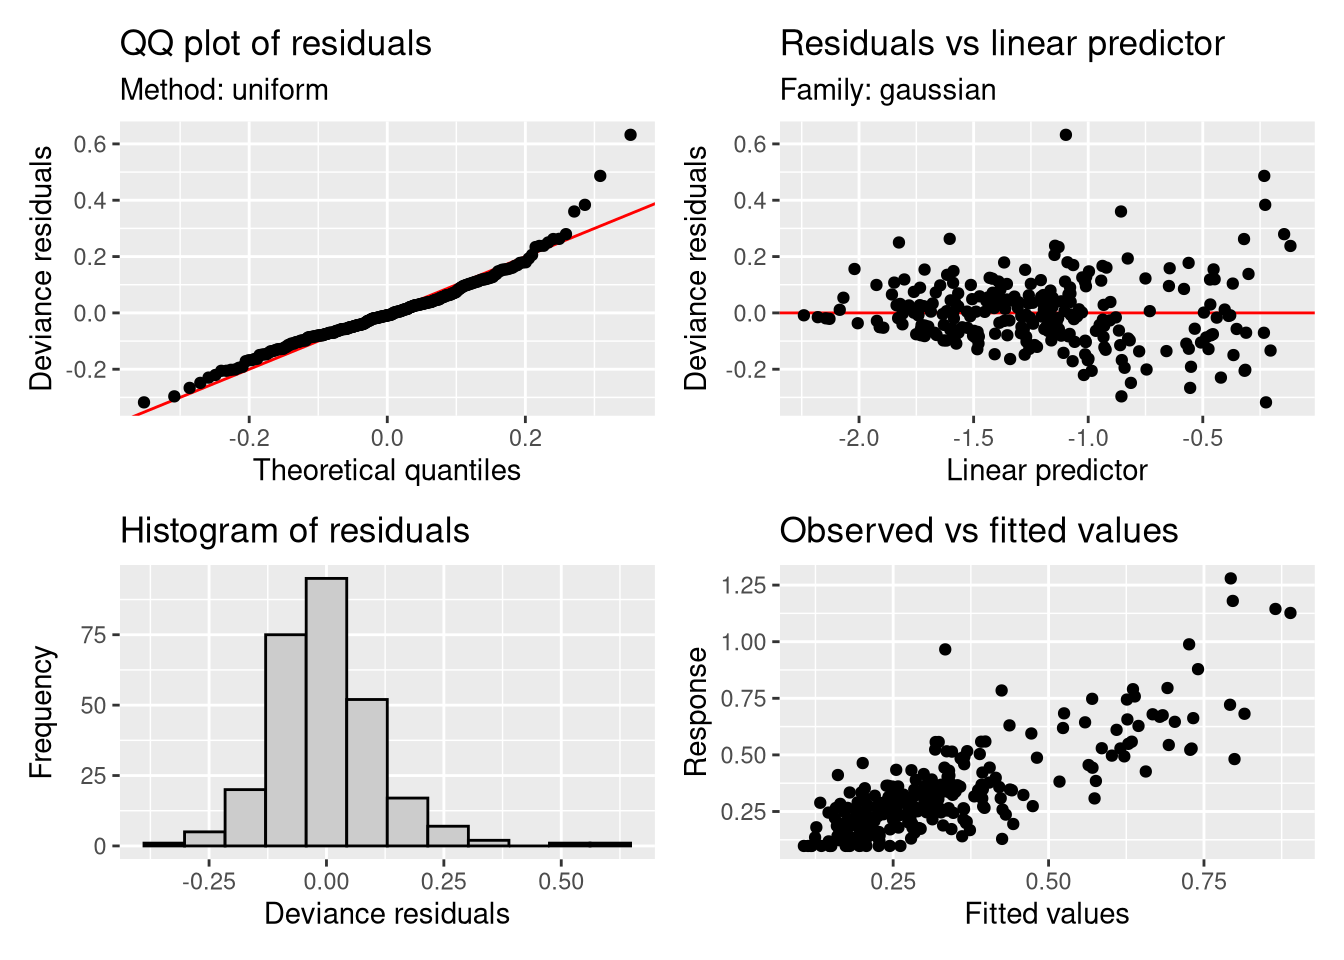 QQ plot of residuals
Method: uniform
Deviance residuals
0.6
0.4
0.2
0.0
-0.2
-0.2 0.0 0.2
Theoretical quantiles
Residuals vs linear predictor
Family: gaussian
Deviance residuals
0.6
0.4
0.2
0.0
-0.2
-2.0 -1.5 -1.0 -0.5
Linear predictor
Histogram of residuals
Frequency
75
50
25
0
-0.25 0.00 0.25 0.50
Deviance residuals
Observed vs fitted values
Response
1.25
1.00
0.75
0.50
0.25
0.25 0.50 0.75
Fitted values